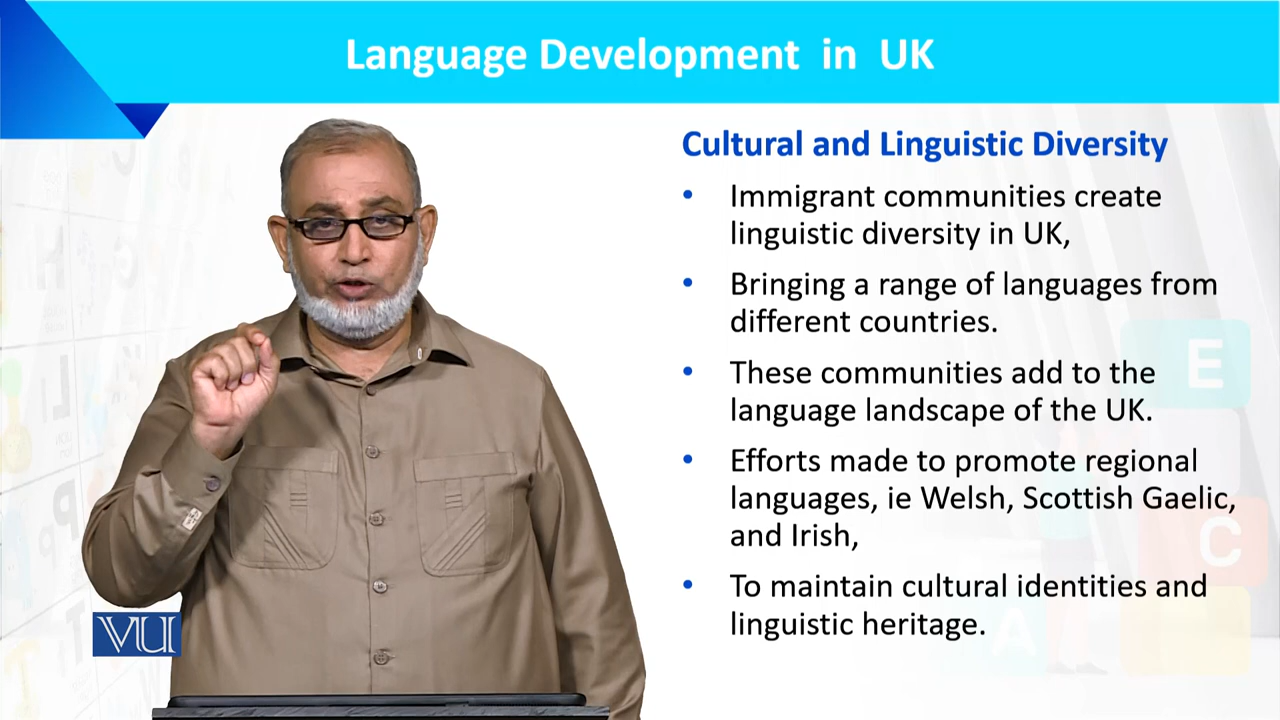 Language Development in UK
Cultural and Linguistic Diversity
• Immigrant communities create
linguistic diversity in UK,
• Bringing a range of languages from
different countries.
• These communities add to the
language landscape of the UK.
• Efforts made to promote regional
languages, ie Welsh, Scottish Gaelic,
and Irish,
• To maintain cultural identities and
linguistic heritage.
VU
E
C
A